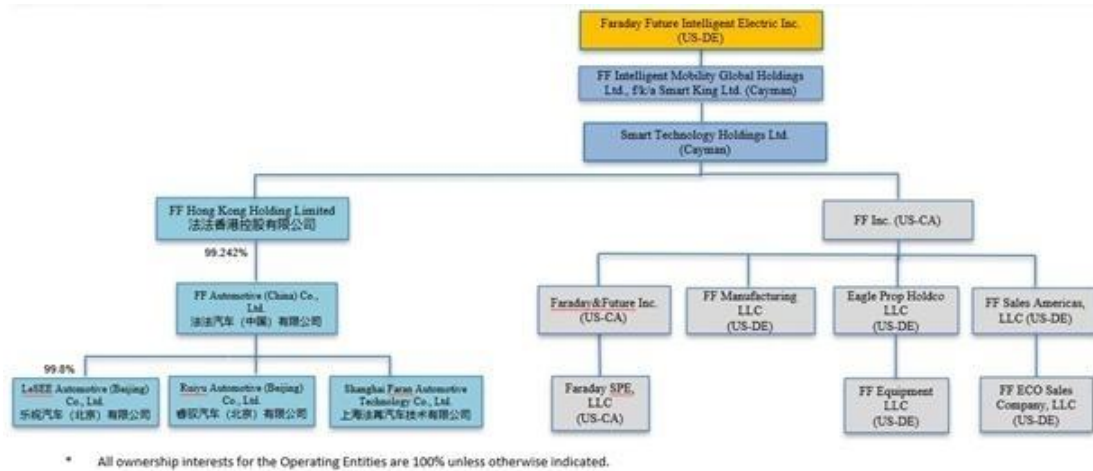 Faraday Future Intelligent Electric Inc.
(US-DE)
FF Intelligent Mobility Global Holdings
Ltd., f/k/a Smart King Ltd. (Cayman)
Smart Technology Holdings Ltd.
(Cayman)
FF Hong Kong Holding Limited
法法香港控股有限公司
FF Inc. (US-CA)
99.242%
FF Automotive (China) Co.,
Ltd.
法法汽车（中国）有限公司
Faraday&Future Inc.
(US-CA)
FF Manufacturing
LLC
(US-DE)
Eagle Prop Holdco
LLC
(US-DE)
FF Sales Americas,
LLC (US-DE)
99.8%
LeSEE Automotive (Beijing)
Co., Ltd.
乐视汽车（北京）有限公司
Ruiyu Automotive (Beijing)
Co., Ltd.
睿驭汽车（北京）有限公司
Shanghai Faran Automotive
Technology Co., Ltd.
上海法冉汽车技术有限公司
Faraday SPE,
LLC
(US-CA)
FF Equipment
LLC
(US-DE)
FF ECO Sales
Company, LLC
(US-DE)
* All ownership interests for the Operating Entities are 100% unless otherwise indicated.